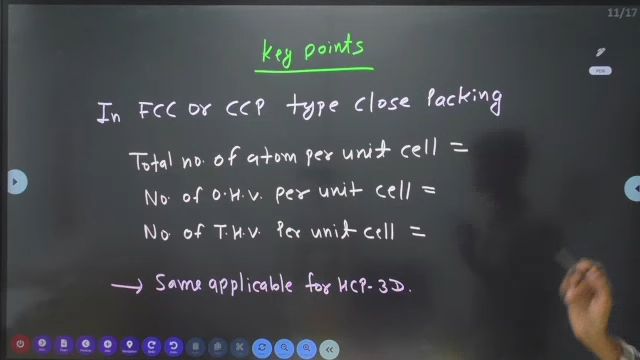 11/17
Key points
PEN
In FCC or CCP type close Packing
Total no. of atom per unit cell =
No. of O.H.V. per unit cell =
No. of T.H.V. Per unit cell =
→ Same applicable for HCP-3D.